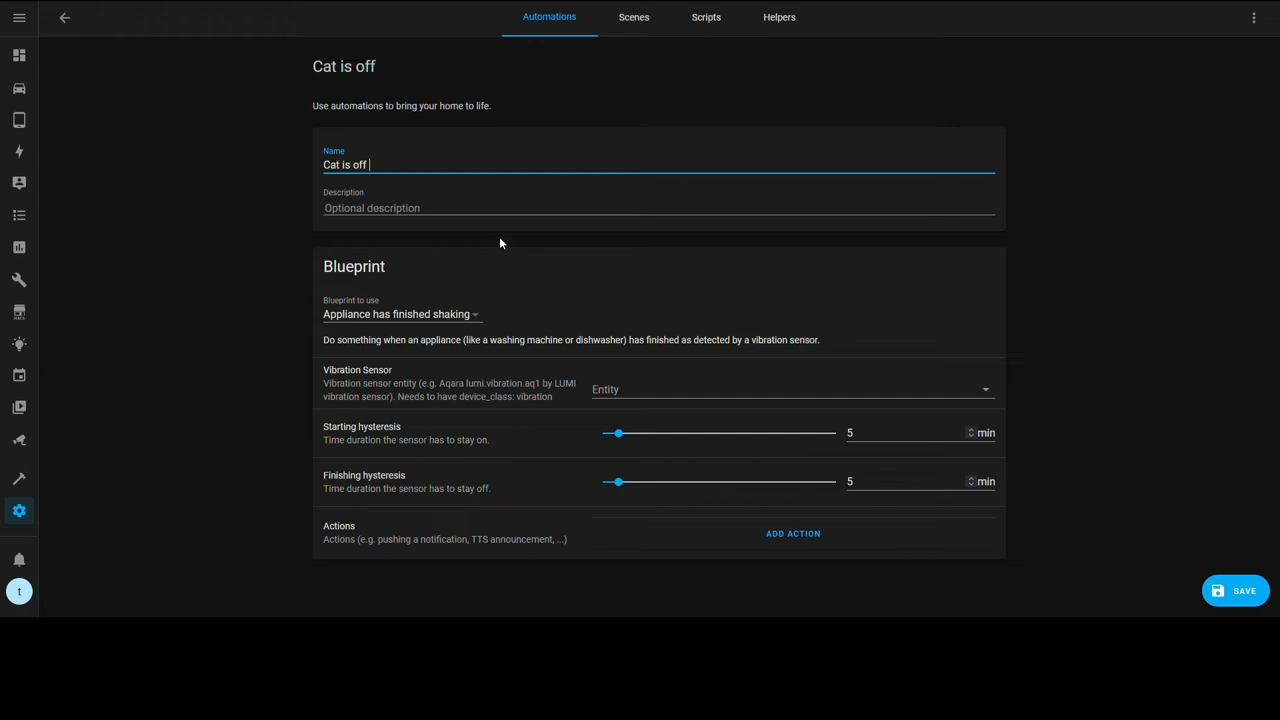 Automations
Scenes
Scripts
Helpers
Cat is off
Use automations to bring your home to life.
Name
Cat is off
Description
Optional description
Blueprint
Blueprint to use
Appliance has finished shaking
Do something when an appliance (like a washing machine or dishwasher) has finished as detected by a vibration sensor.
Vibration Sensor
Vibration sensor entity (e.g. Aqara lumi.vibration.aq1 by LUMI
vibration sensor). Needs to have device_class: vibration
Entity
Starting hysteresis
Time duration the sensor has to stay on.
5 min
Finishing hysteresis
Time duration the sensor has to stay off.
5 min
Actions
Actions (e.g. pushing a notification, TTS announcement, ...)
ADD ACTION
HACS
t
SAVE